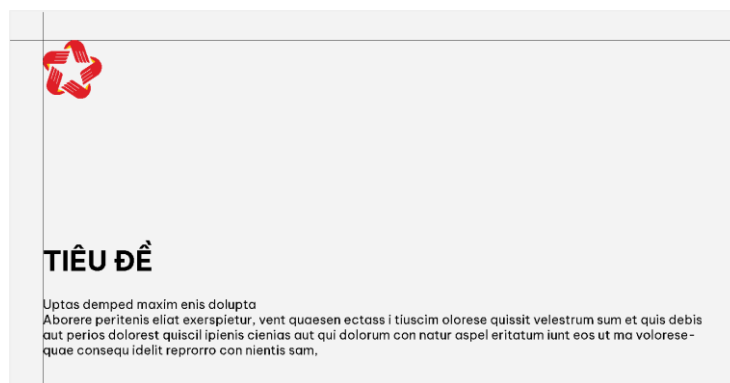 TIÊU ĐỀ
Uptas demped maxim enis dolupta
Aborere peritenis eliat exerspietur, vent quaesen ectass i tiuscim olorese quissit velestrum sum et quis debis
aut perios dolorest quiscil ipienis cienias aut qui dolorum con natur aspel eritatum iunt eos ut ma volorese-
quae consequ idelit reprorro con nientis sam,